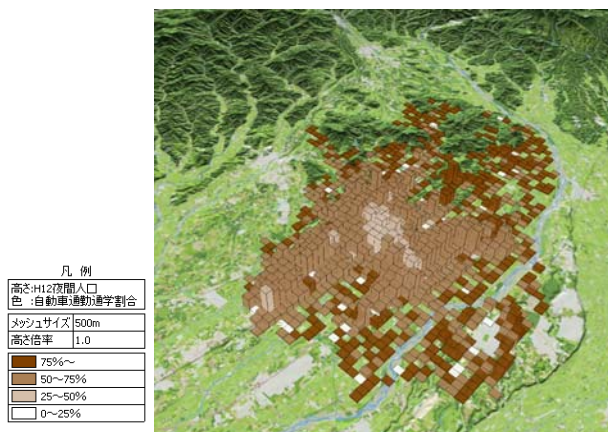 凡 例
高さ:H12夜間人口
色 :自動車通勤通学割合
メッシュサイズ 500m
高さ倍率 1.0
75%~
50~75%
25~50%
0~25%